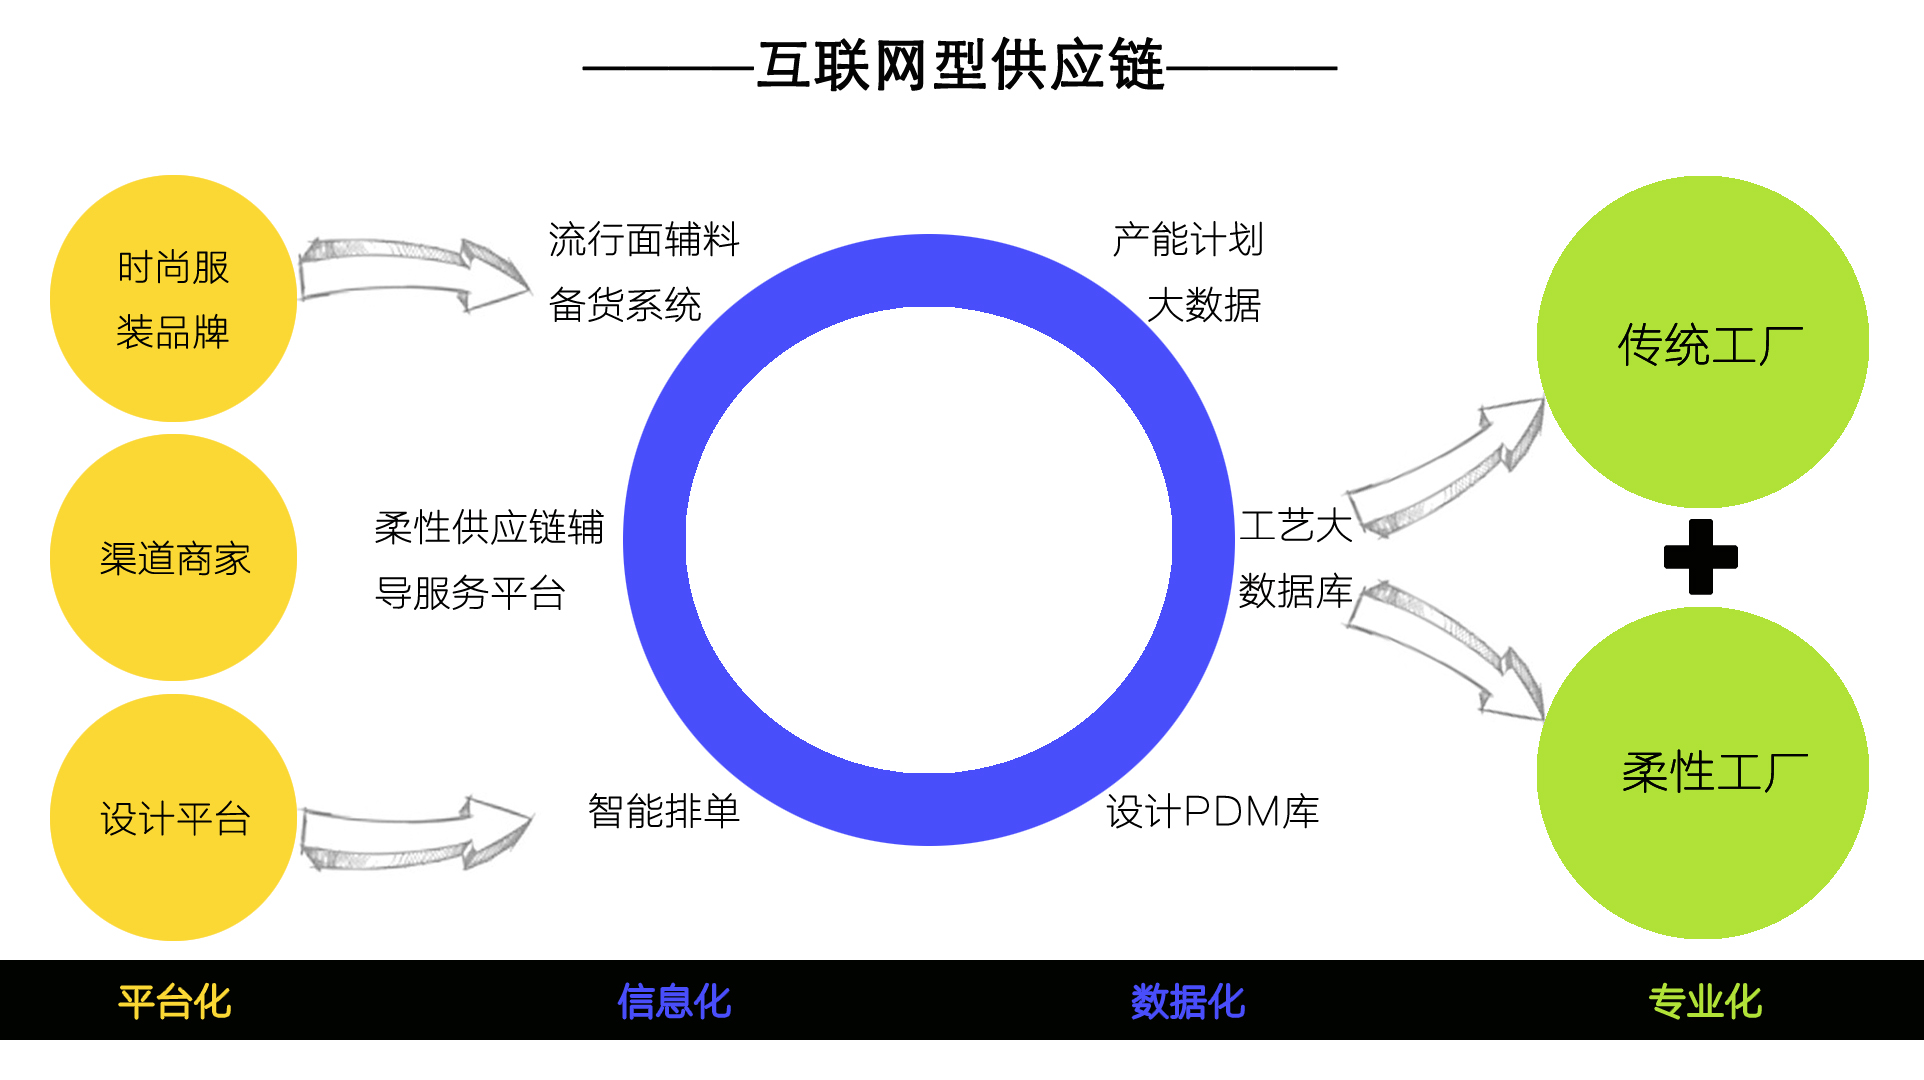 互联网型供应链
时尚服
装品牌
渠道商家
设计平台
流行面辅料
备货系统
柔性供应链辅
导服务平台
智能排单
产能计划
大数据
工艺大
数据库
设计PDM库
传统工厂
柔性工厂
平台化
信息化
数据化
专业化